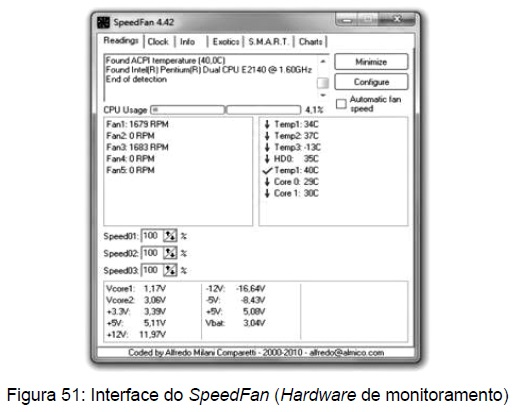 SpeedFan 4.42
Readings Clock Info Exotics S.M.A.R.T. Charts
Found ACPI temperature (40,0C)
Found Intel(R) Pentium(R) Dual CPU E2140 @ 1.60GHz
End of detection
Minimize
Configure
Automatic fan speed
CPU Usage 4,1%
Fan1: 1679 RPM
Fan2: 0 RPM
Fan3: 1683 RPM
Fan4: 0 RPM
Fan5: 0 RPM
Temp1: 34C
Temp2: 37C
Temp3: -13C
HD0: 35C
Temp1: 40C
Core 0: 29C
Core 1: 30C
Speed01: 100 %
Speed02: 100 %
Speed03: 100 %
Vcore1: 1,17V
Vcore2: 3,06V
+3.3V: 3,39V
+5V: 5,11V
+12V: 11,97V
-12V: -16,64V
-5V: -8,43V
+5V: 5,08V
Vbat: 3,04V
Coded by Alfredo Milani Comparetti - 2000-2010 - alfredo@almico.com
Figura 51: Interface do SpeedFan (Hardware de monitoramento)